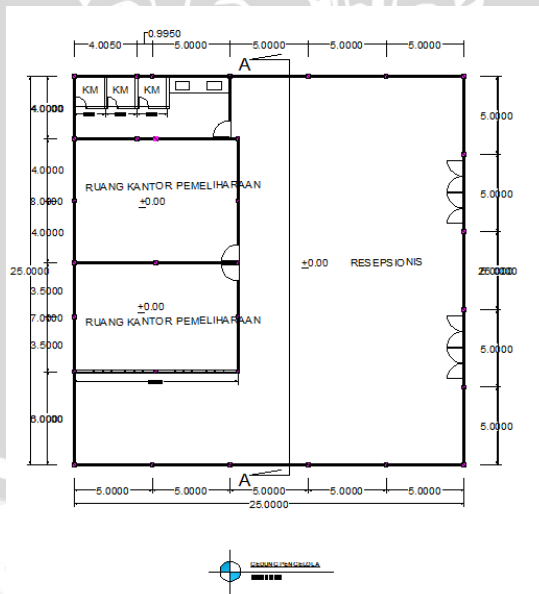 0.9950
4.0050 5.0000 5.0000 5.0000 5.0000
A
KM KM KM
4.0000
5.0000
4.0000
RUANG KANTOR PEMELIHARAAN
±0.00
5.0000
8.0000
4.0000
±0.00 RESEPSIONIS
25.0000
3.5000
±0.00
7.0000
RUANG KANTOR PEMELIHARAAN
3.5000
5.0000
5.0000
A
5.0000 5.0000 5.0000 5.0000 5.0000
25.0000
GEDUNG PENGELOLA